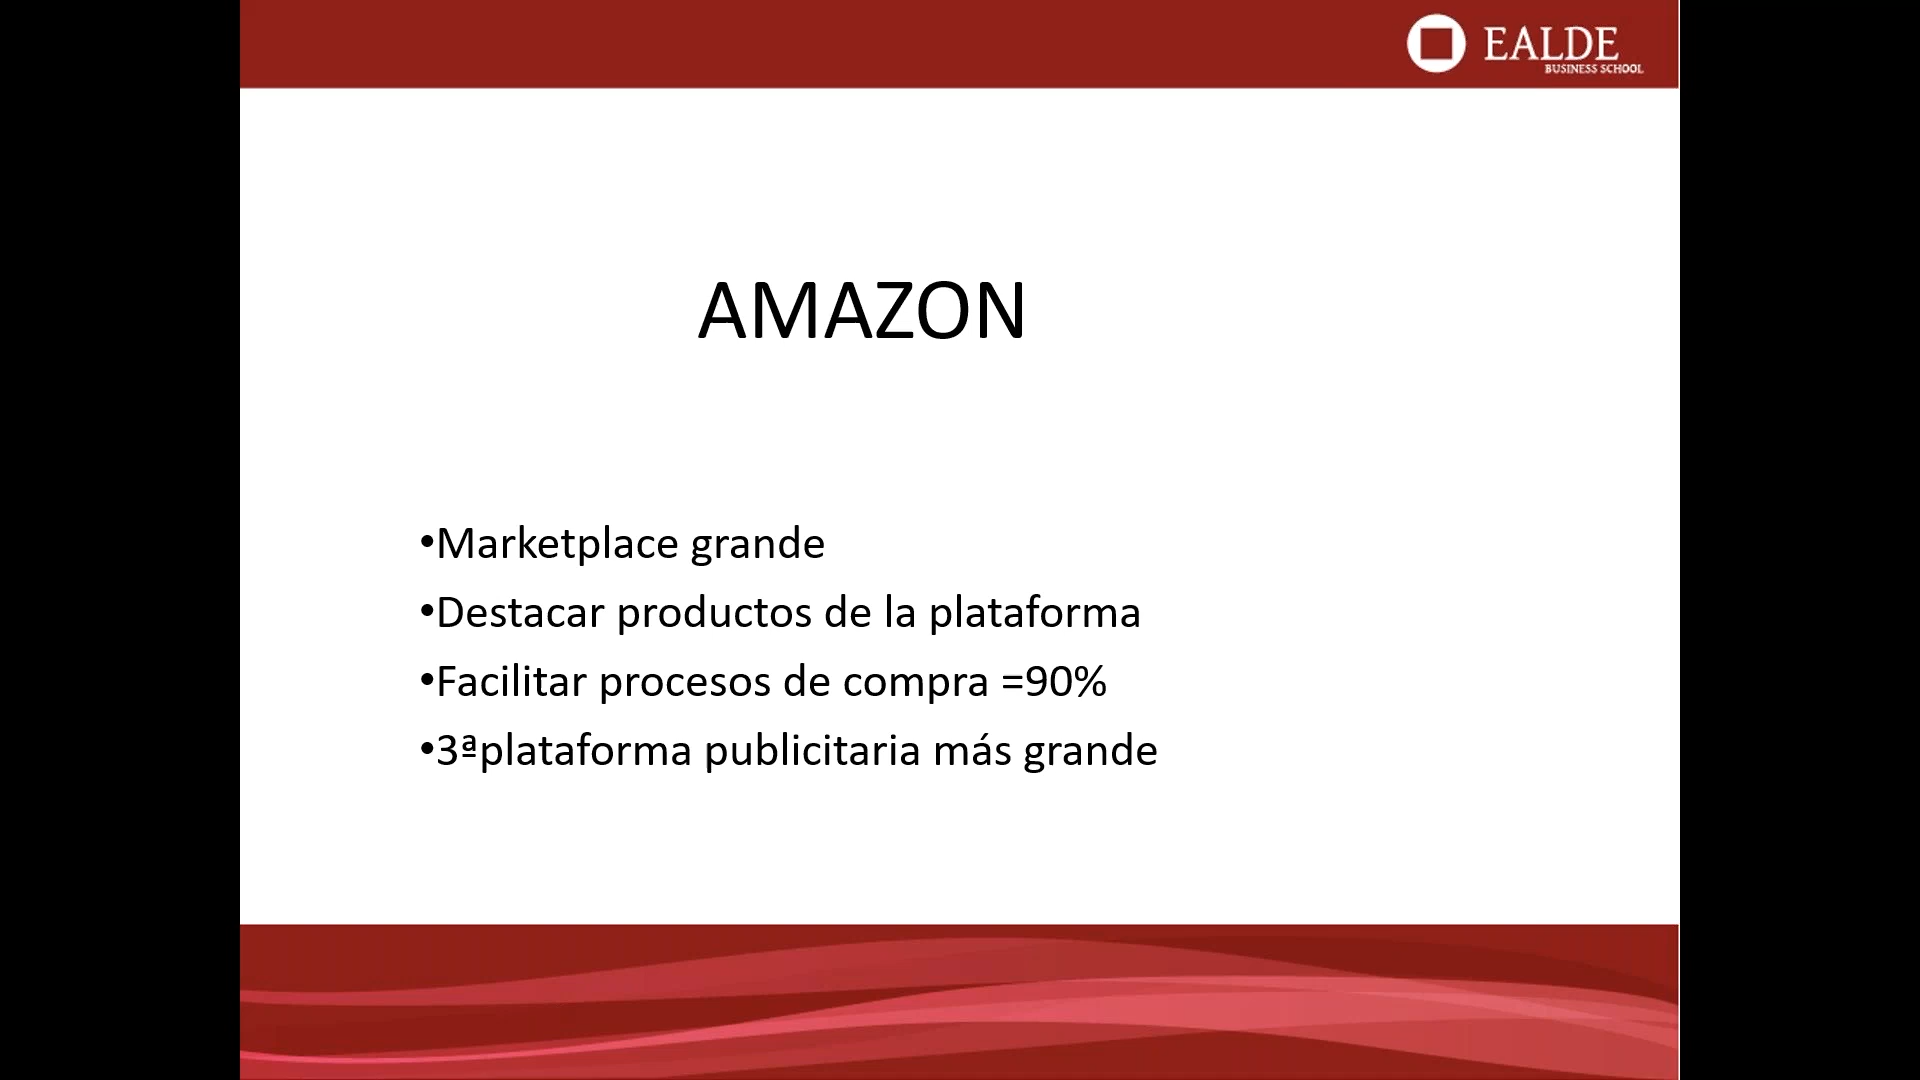 EALDE
BUSINESS SCHOOL
AMAZON
•Marketplace grande
•Destacar productos de la plataforma
•Facilitar procesos de compra =90%
•3ªplataforma publicitaria más grande